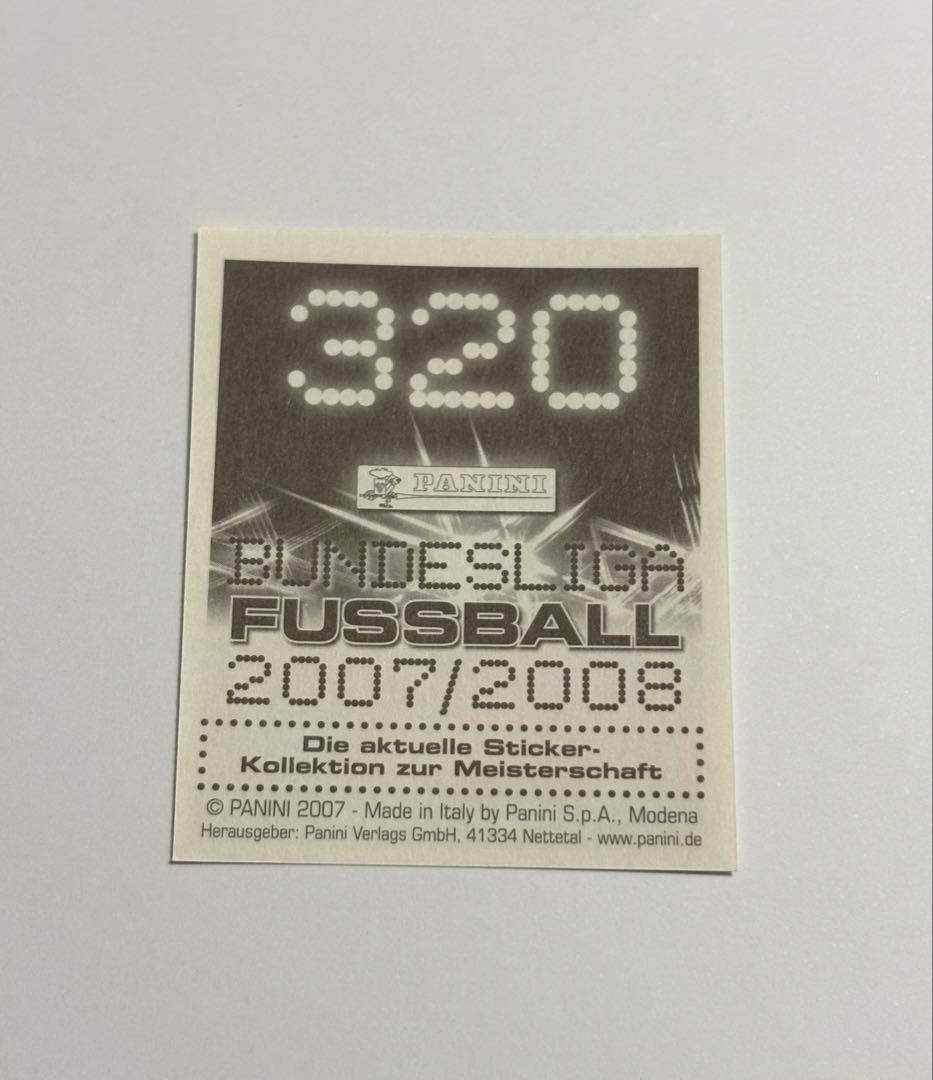 320
PANINI
BUNDESLIGA
FUSSBALL
2007/2008
Die aktuelle Sticker-
Kollektion zur Meisterschaft
© PANINI 2007 - Made in Italy by Panini S.p.A., Modena
Herausgeber: Panini Verlags GmbH, 41334 Nettetal - www.panini.de